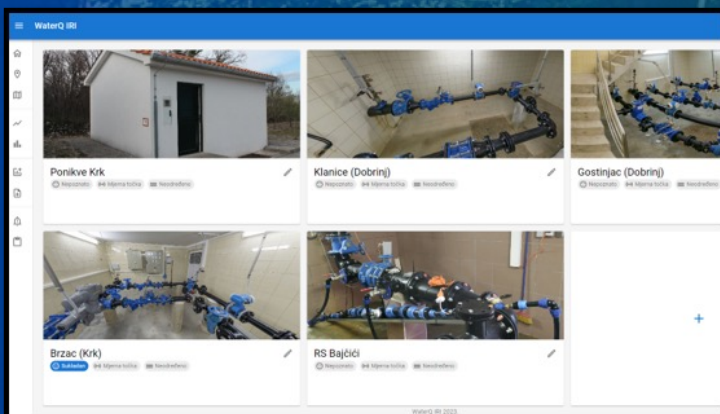 WaterQ IRI
Ponikve Krk
Nepoznato Mjerna točka Neodređeno
Klanice (Dobrinj)
Nepoznato Mjerna točka Neodređeno
Gostinjac (Dobrinj)
Nepoznato Mjerna točka Neodređeno
Brzac (Krk)
Sukladan Mjerna točka Neodređeno
RS Bajčići
Nepoznato Mjerna točka Neodređeno
+
WaterQ IRI 2023